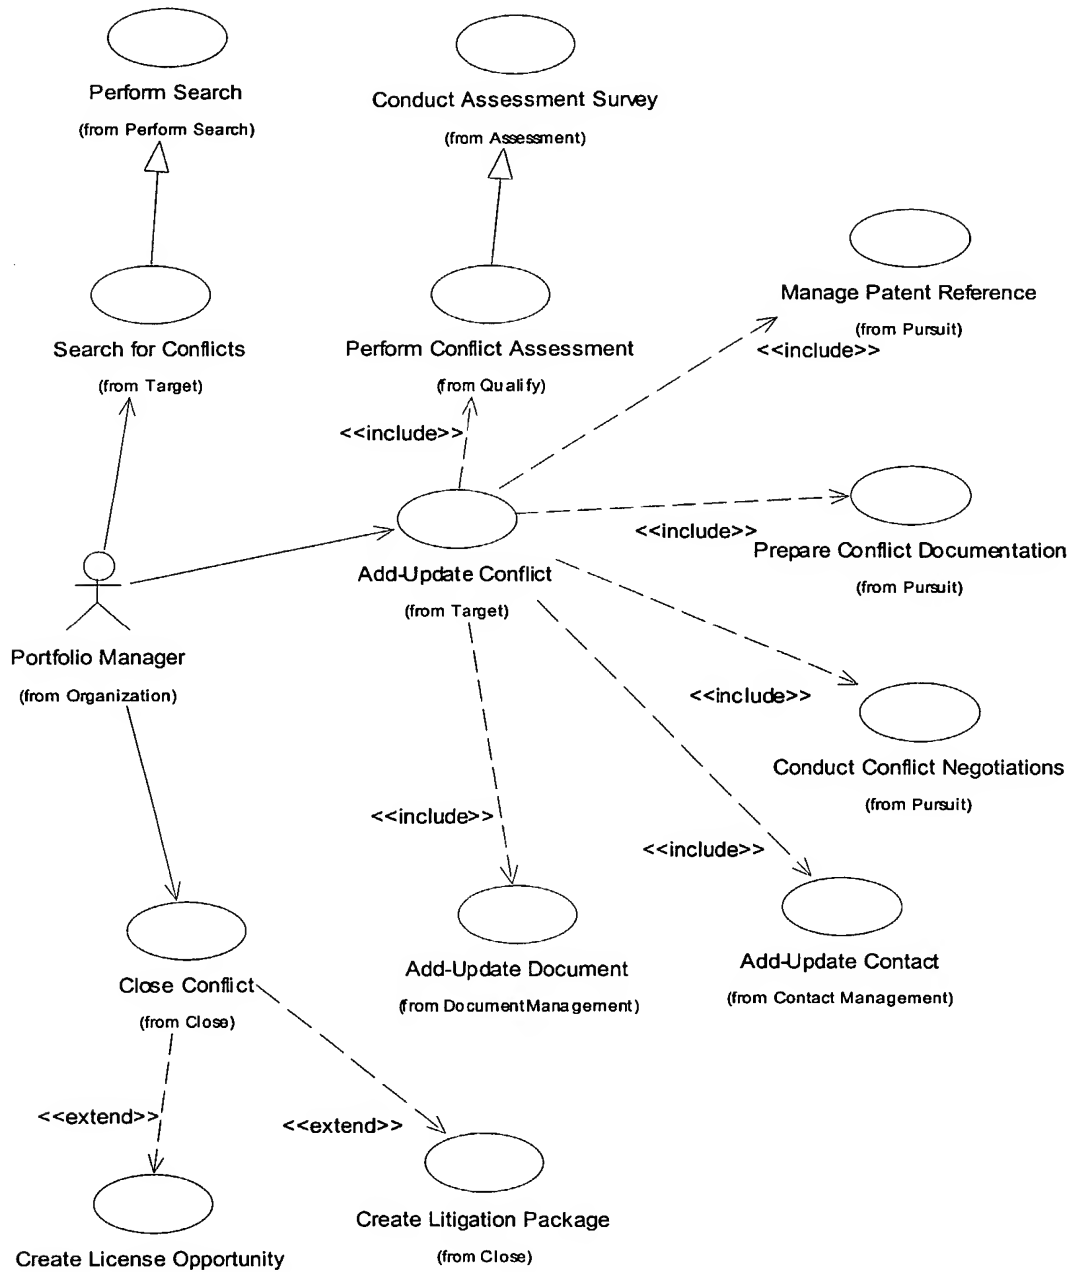 Perform Search
(from Perform Search)
Conduct Assessment Survey
(from Assessment)
Manage Patent Reference
(from Pursuit)
<<include>>
Search for Conflicts
(from Target)
Perform Conflict Assessment
(from Qualify)
<<include>>
<<include>>
Prepare Conflict Documentation
(from Pursuit)
Add-Update Conflict
(from Target)
Portfolio Manager
(from Organization)
<<include>>
Conduct Conflict Negotiations
(from Pursuit)
<<include>>
<<include>>
Add-Update Document
(from DocumentManagement)
Add-Update Contact
(from Contact Management)
Close Conflict
(from Close)
<<extend>>
<<extend>>
Create Litigation Package
(from Close)
Create License Opportunity